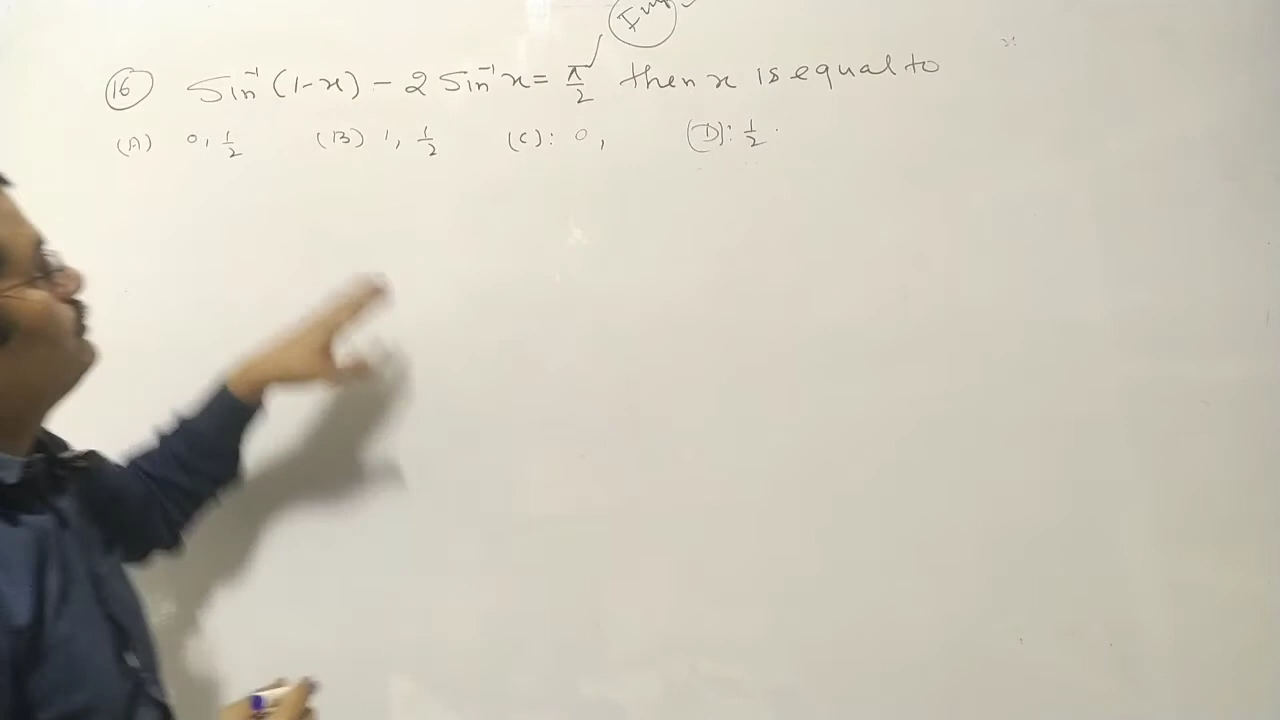 Imp
(16) Sin⁻¹(1-x) - 2 Sin⁻¹x = π/2 then x is equal to
(A) 0, 1/2 (B) 1, 1/2 (C): 0, (D): 1/2.